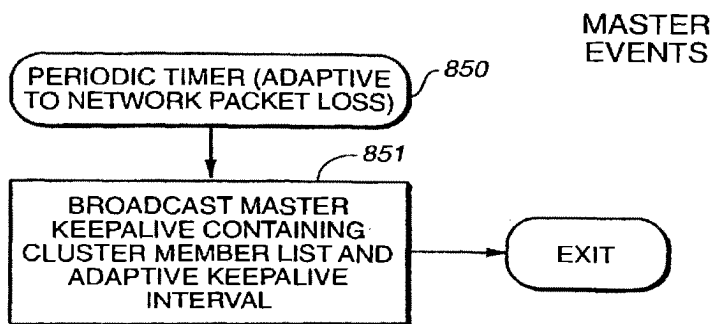 MASTER
EVENTS
PERIODIC TIMER (ADAPTIVE
TO NETWORK PACKET LOSS)
850
851
BROADCAST MASTER
KEEPALIVE CONTAINING
CLUSTER MEMBER LIST AND
ADAPTIVE KEEPALIVE
INTERVAL
EXIT